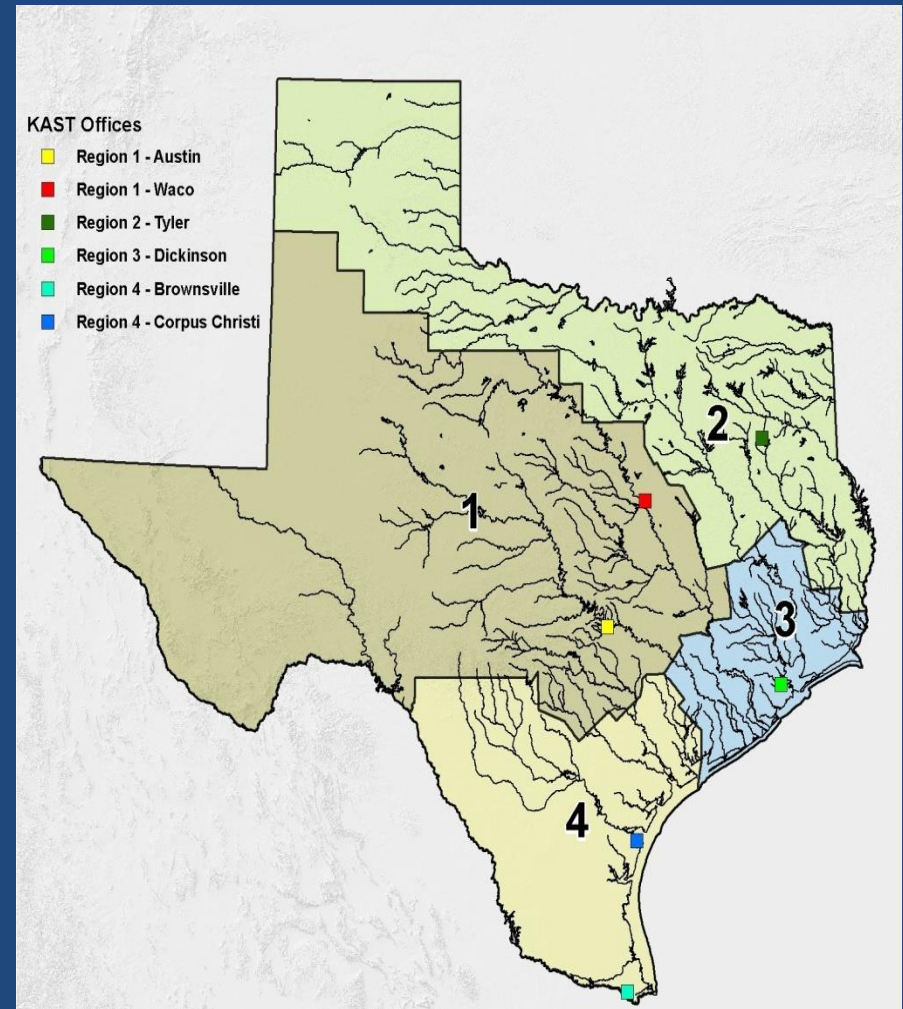 KAST Offices
Region 1 - Austin
Region 1 - Waco
Region 2 - Tyler
Region 3 - Dickinson
Region 4 - Brownsville
Region 4 - Corpus Christi
2
1
3
4